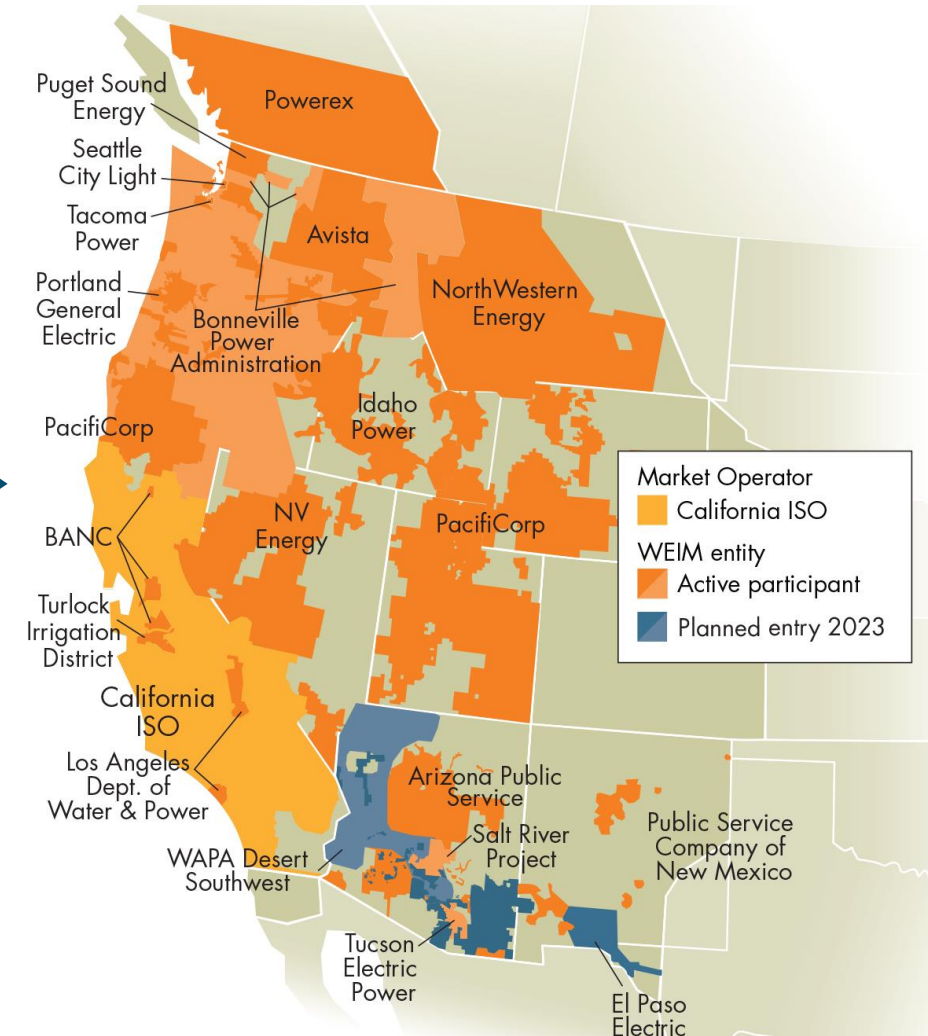 Puget Sound
Energy
Powerex
Seattle
City Light
Tacoma
Power
Avista
Portland
General
Electric
NorthWestern
Energy
Bonneville
Power
Administration
Idaho
Power
PacifiCorp
Market Operator
California ISO
WEIM entity
Active participant
Planned entry 2023
NV
Energy
PacifiCorp
BANC
Turlock
Irrigation
District
California
ISO
Los Angeles
Dept. of
Water & Power
Arizona Public
Service
Salt River
Project
Public Service
Company of
New Mexico
WAPA Desert
Southwest
Tucson
Electric
Power
El Paso
Electric